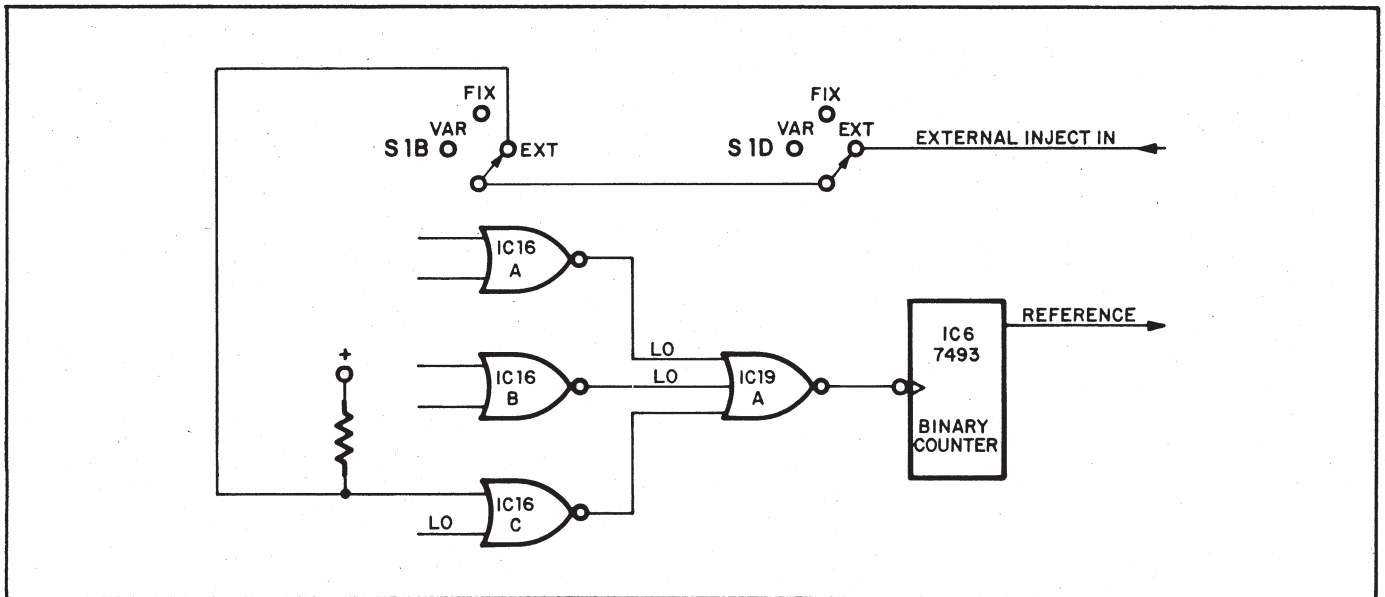 FIX
VAR
S1B
EXT
FIX
VAR
EXT
S1D
EXTERNAL INJECT IN
IC16
A
LO
REFERENCE
IC6
7493
+
IC16
B
LO
IC19
A
BINARY
COUNTER
IC16
C
LO